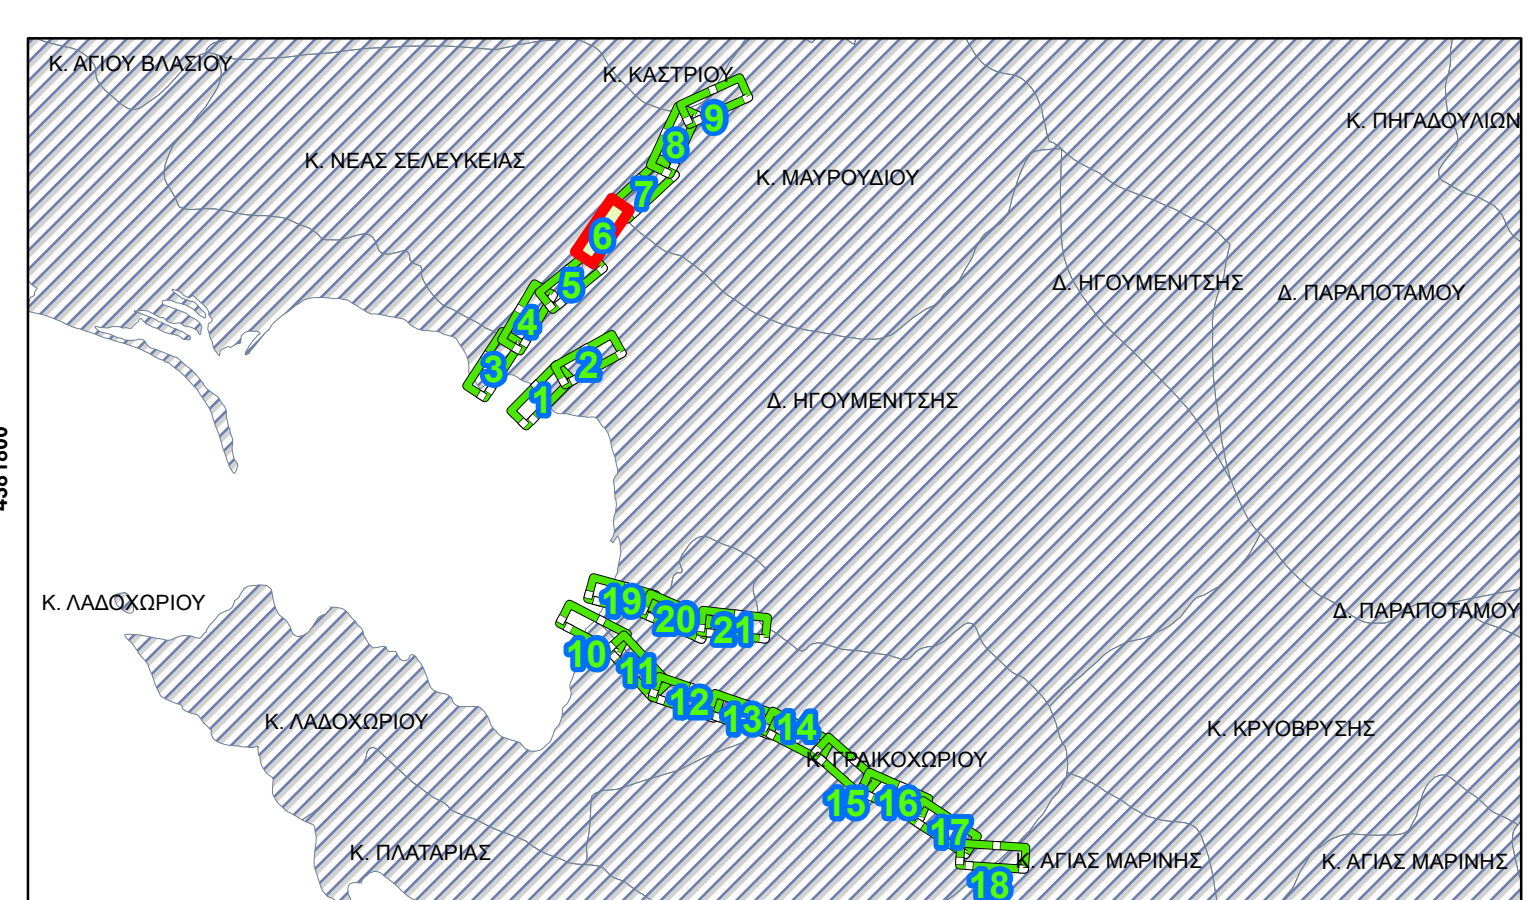 Κ. ΑΓΙΟΥ ΒΛΑΣΙΟΥ
Κ. ΚΑΣΤΡΙΟΥ
9
Κ. ΠΗΓΑΔΟΥΛΙΩΝ
8
Κ. ΝΕΑΣ ΣΕΛΕΥΚΕΙΑΣ
Κ. ΜΑΥΡΟΥΔΙΟΥ
7
6
Δ. ΗΓΟΥΜΕΝΙΤΣΗΣ
Δ. ΠΑΡΑΠΟΤΑΜΟΥ
5
4
3
2
1
Δ. ΗΓΟΥΜΕΝΙΤΣΗΣ
Κ. ΛΑΔΟΧΩΡΙΟΥ
19
20
21
Δ. ΠΑΡΑΠΟΤΑΜΟΥ
10
11
12
13
14
Κ. ΛΑΔΟΧΩΡΙΟΥ
Κ. ΚΡΥΟΒΡΥΣΗΣ
Κ. ΓΡΑΙΚΟΧΩΡΙΟΥ
15
16
17
Κ. ΠΛΑΤΑΡΙΑΣ
Κ. ΑΓΙΑΣ ΜΑΡΙΝΗΣ
Κ. ΑΓΙΑΣ ΜΑΡΙΝΗΣ
18